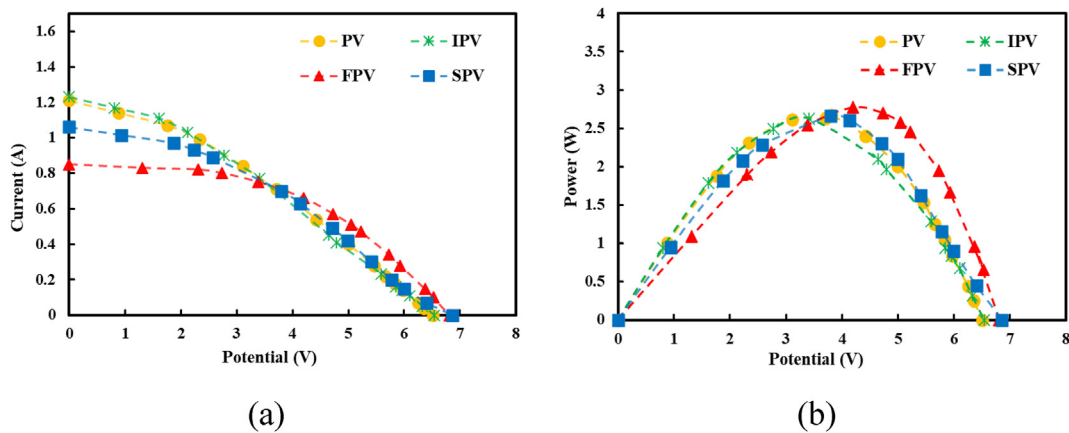 1.6
1.4
1.2
1
0.8
0.6
0.4
0.2
0
0 1 2 3 4 5 6 7 8
Current (A)
Potential (V)
PV IPV
FPV SPV
(a)
4
3.5
3
2.5
2
1.5
1
0.5
0
0 1 2 3 4 5 6 7 8
Power (W)
Potential (V)
PV IPV
FPV SPV
(b)